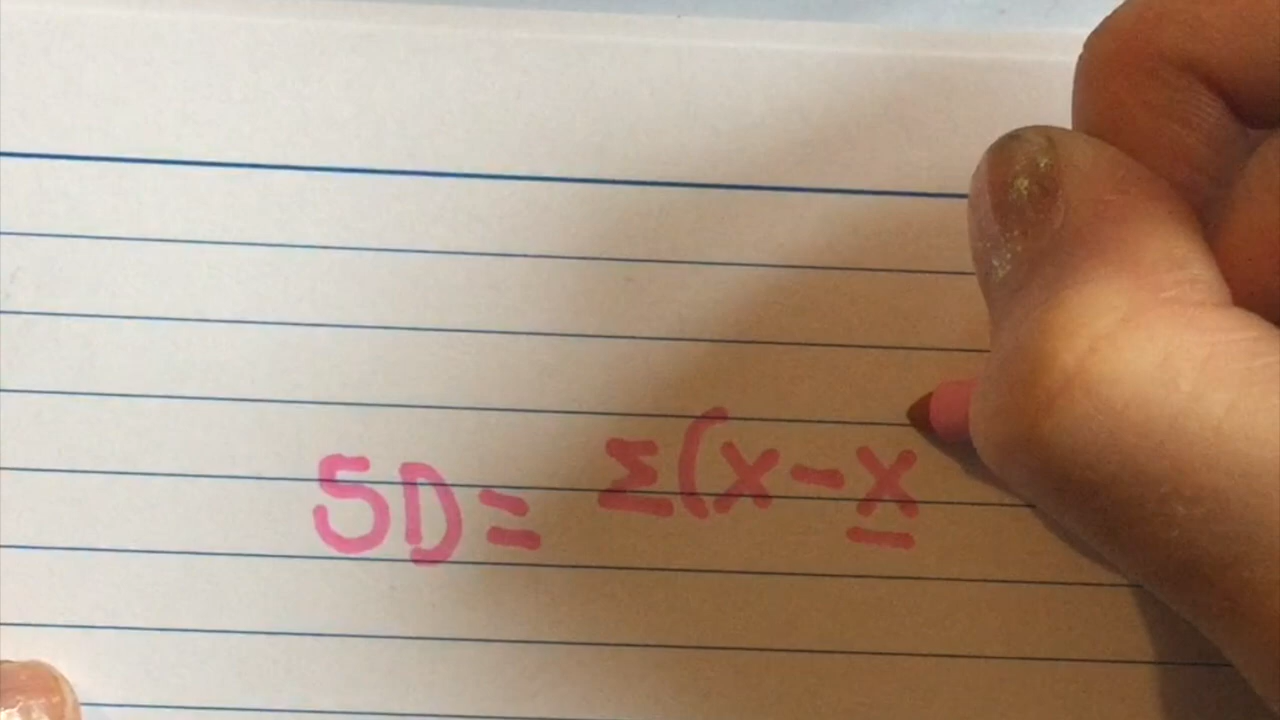 SD = Σ(x - x̲